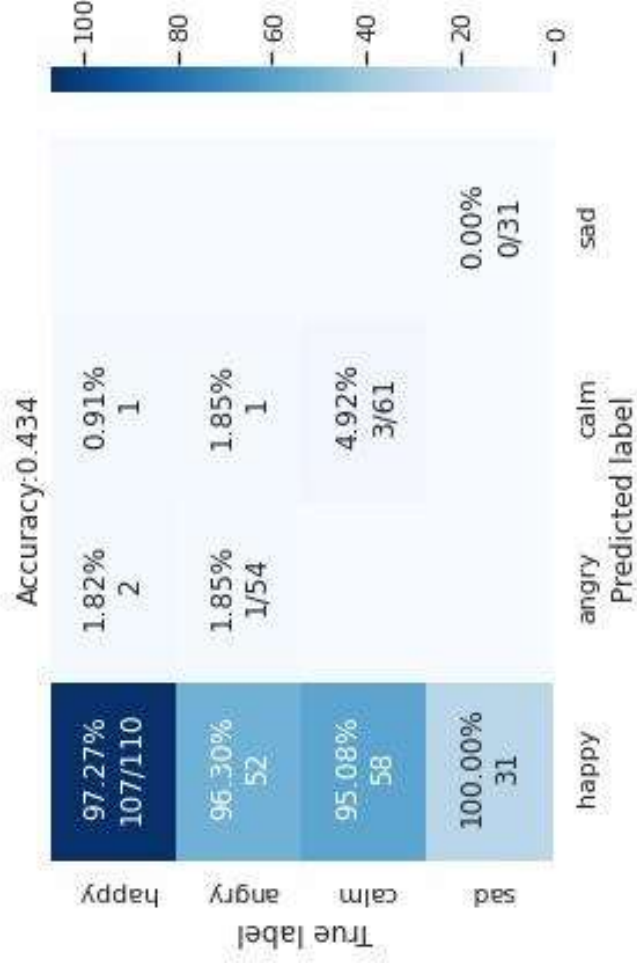 Accuracy:0.434
True label
happy
97.27%
107/110
1.82%
2
0.91%
1
angry
96.30%
52
1.85%
1/54
1.85%
1
calm
95.08%
58
4.92%
3/61
sad
100.00%
31
0.00%
0/31
happy
angry
calm
sad
Predicted label
100
80
60
40
20
0